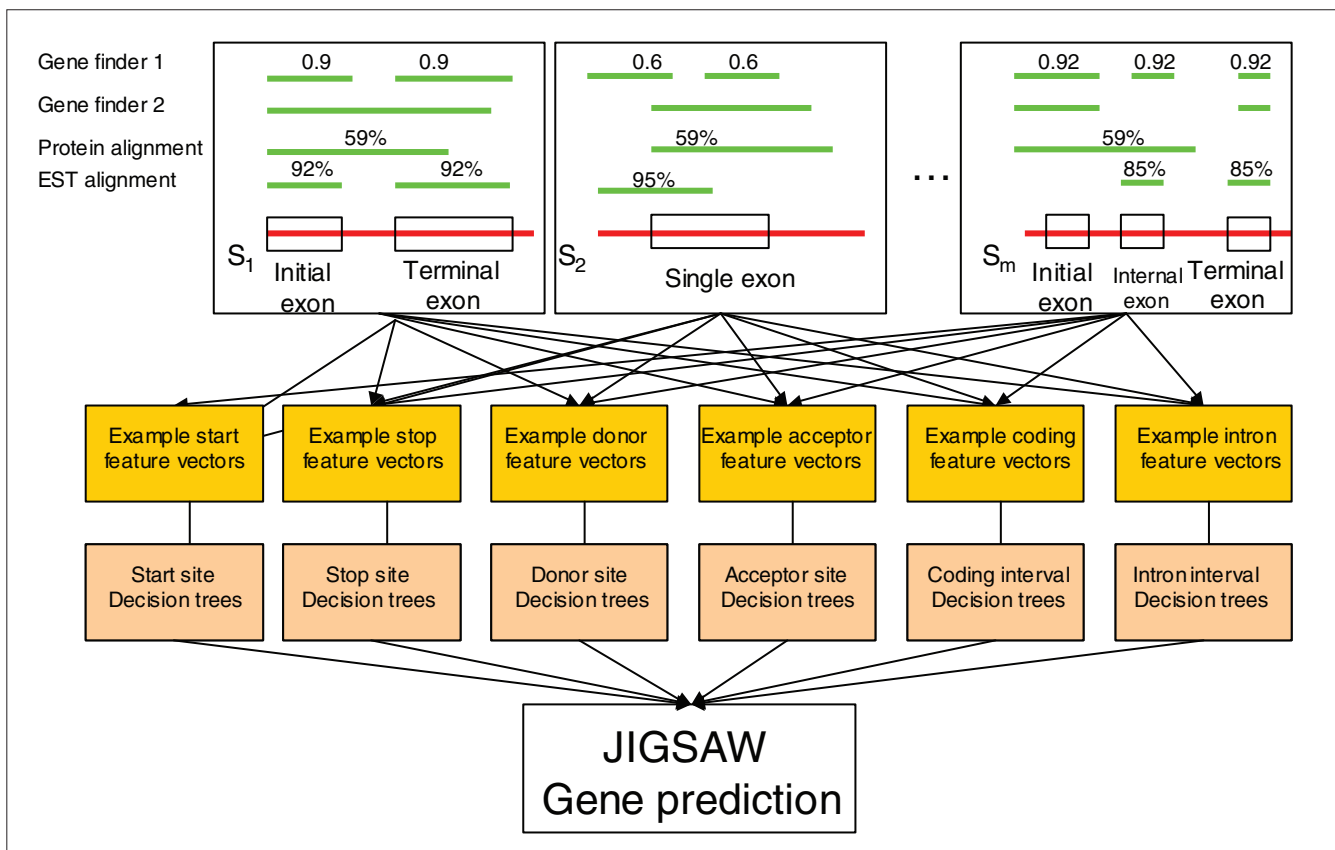 Gene finder 1
0.9 0.9
0.6 0.6
0.92 0.92 0.92
Gene finder 2
Protein alignment
59%
59%
59%
EST alignment
92% 92%
95%
85% 85%
...
S1
Initial
exon
Terminal
exon
S2
Single exon
Sm
Initial
exon
Internal
exon
Terminal
exon
Example start
feature vectors
Example stop
feature vectors
Example donor
feature vectors
Example acceptor
feature vectors
Example coding
feature vectors
Example intron
feature vectors
Start site
Decision trees
Stop site
Decision trees
Donor site
Decision trees
Acceptor site
Decision trees
Coding interval
Decision trees
Intron interval
Decision trees
JIGSAW
Gene prediction